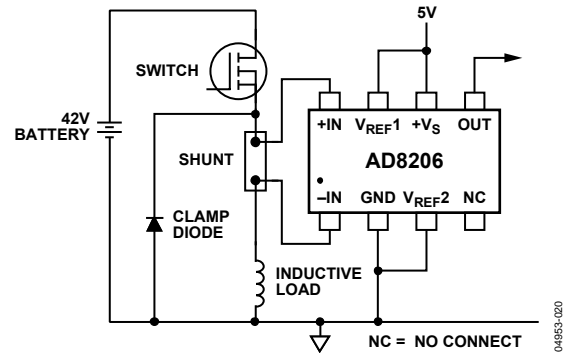 5V
SWITCH
42V
BATTERY
+IN VREF1 +VS OUT
SHUNT
AD8206
–IN GND VREF2 NC
CLAMP
DIODE
INDUCTIVE
LOAD
NC = NO CONNECT
04953-020